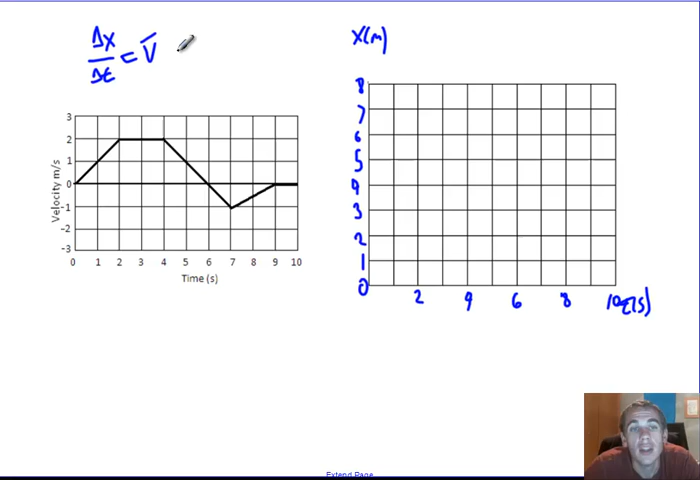 Δx/Δt = V̄
X(m)
8
7
6
5
4
3
2
1
0
2 4 6 8 10 t(s)
3
2
1
0
-1
-2
-3
Velocity m/s
0 1 2 3 4 5 6 7 8 9 10
Time (s)
Extend Page